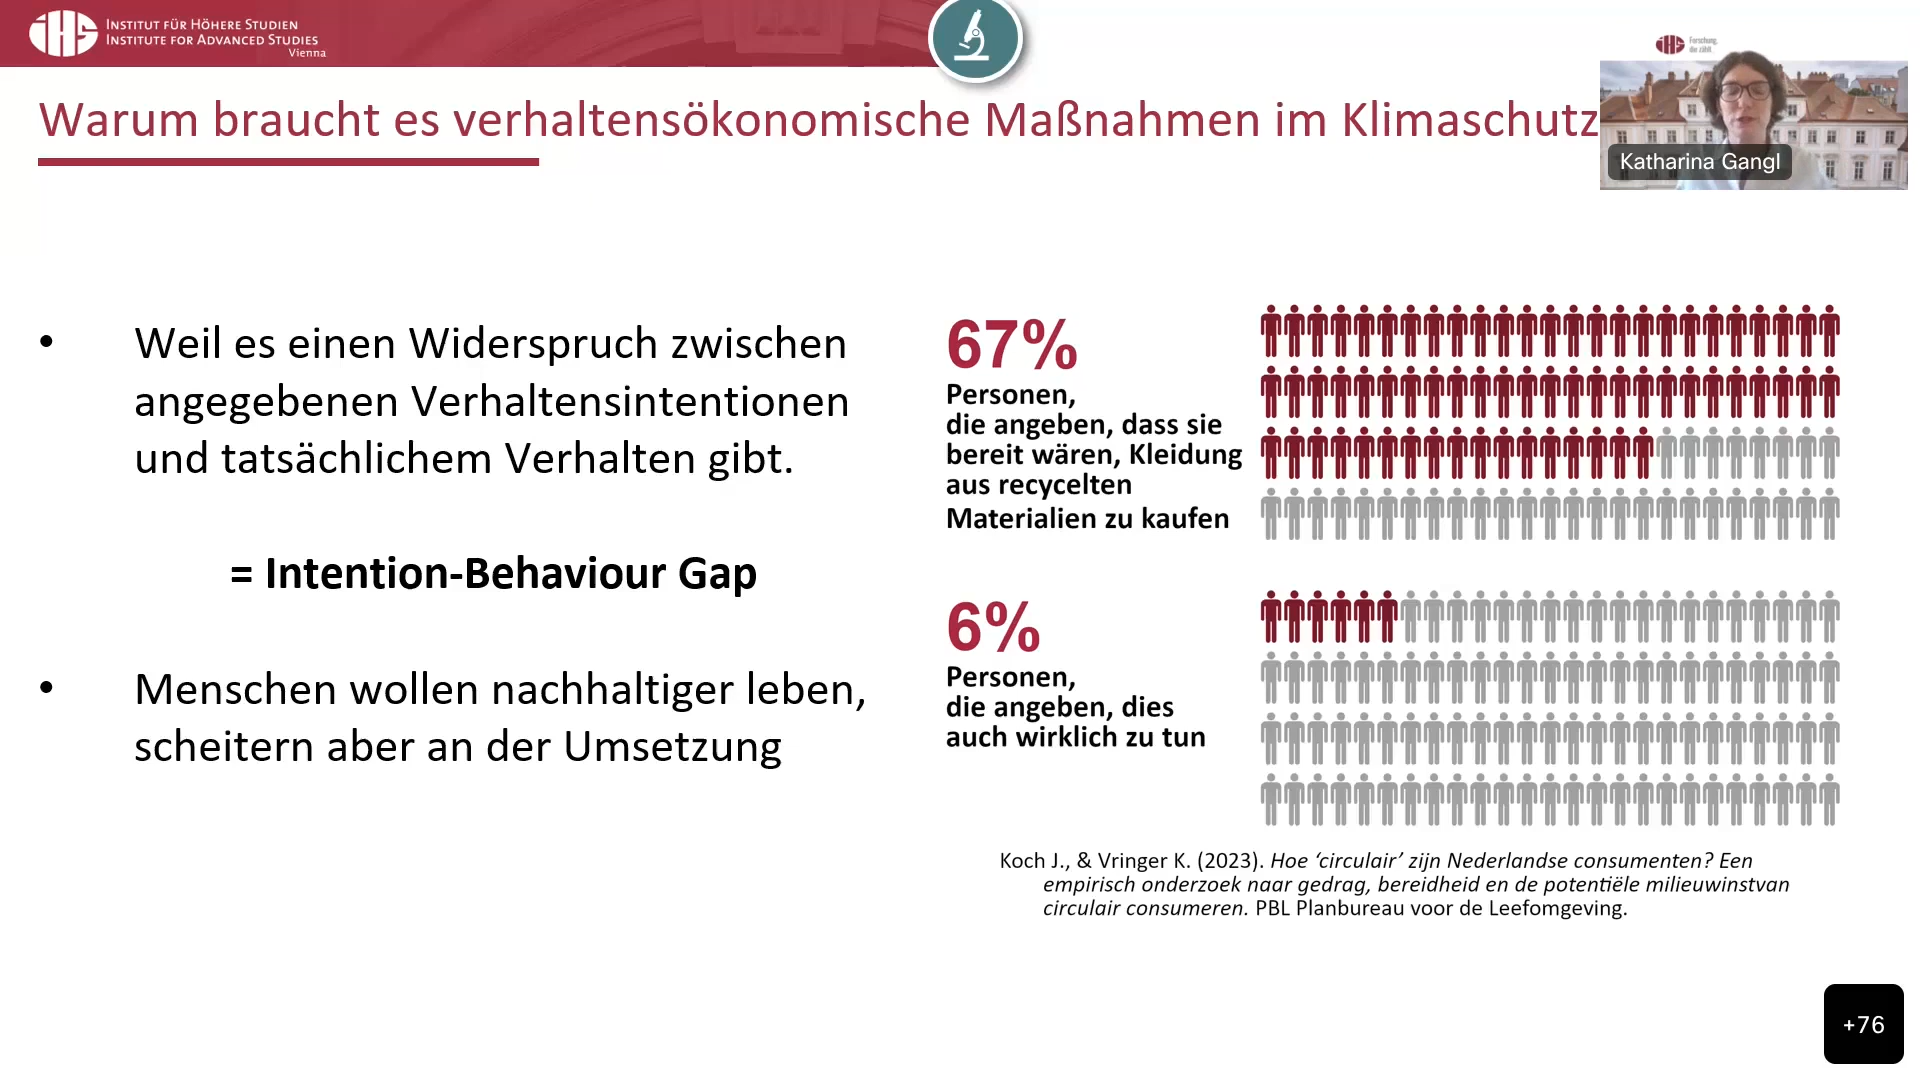 INSTITUT FÜR HÖHERE STUDIEN
INSTITUTE FOR ADVANCED STUDIES
Vienna
iHS
Forschung,
die zählt.
Warum braucht es verhaltensökonomische Maßnahmen im Klimaschutz
Katharina Gangl
• Weil es einen Widerspruch zwischen
angegebenen Verhaltensintentionen
und tatsächlichem Verhalten gibt.
= Intention-Behaviour Gap
• Menschen wollen nachhaltiger leben,
scheitern aber an der Umsetzung
67%
Personen,
die angeben, dass sie
bereit wären, Kleidung
aus recycelten
Materialien zu kaufen
6%
Personen,
die angeben, dies
auch wirklich zu tun
Koch J., & Vringer K. (2023). Hoe ‘circulair’ zijn Nederlandse consumenten? Een
empirisch onderzoek naar gedrag, bereidheid en de potentiële milieuwinstvan
circulair consumeren. PBL Planbureau voor de Leefomgeving.
+76